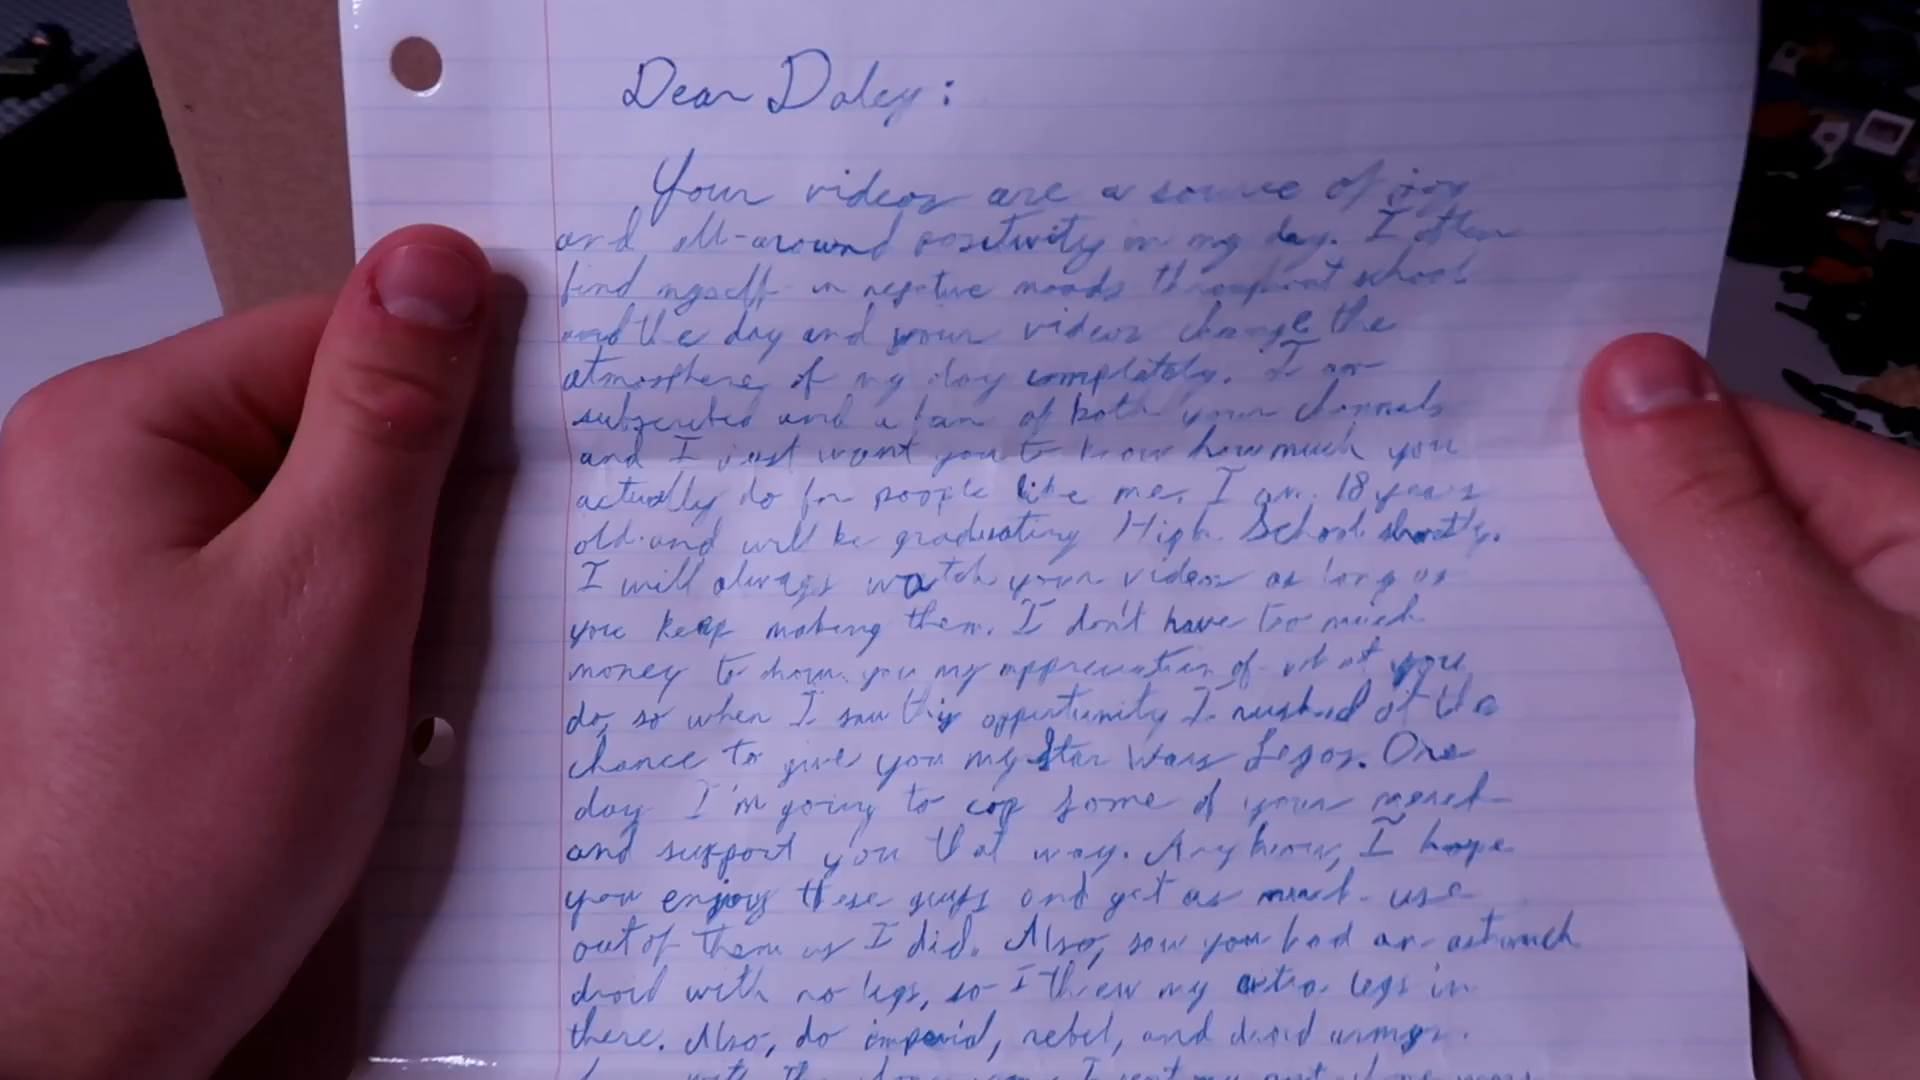 Dear Daley:
Your videos are a source of joy
and all-around positivity in my day. I often
find myself in negative moods throughout school
and the day and your videos change the
atmosphere of my day completely. I am
subscribed and a fan of both your channels
and I just want you to know how much you
actually do for people like me. I am 18 years
old and will be graduating High School shortly.
I will always watch your videos as long as
you keep making them. I don't have too much
money to show you my appreciation of what you
do, so when I saw this opportunity I rushed at the
chance to give you my Star Wars Legos. One
day I'm going to cop some of your merch
and support you that way. Anyhow, I hope
you enjoy these guys and get as much use
out of them as I did. Also, saw you had an astromech
droid with no legs, so I threw my extra legs in
there. Also, do imperial, rebel, and droid armys.
with the I sent my